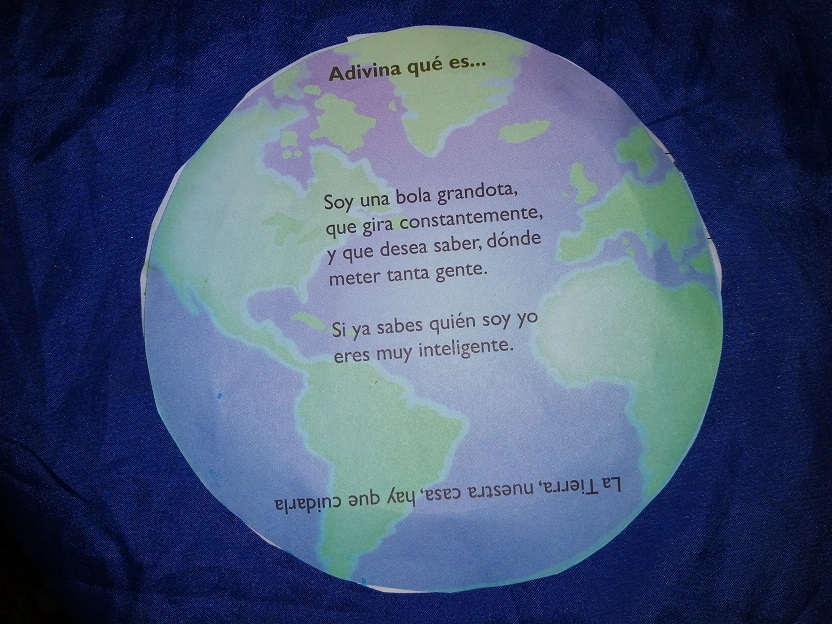 Adivina qué es...
Soy una bola grandota,
que gira constantemente,
y que desea saber, dónde
meter tanta gente.
Si ya sabes quién soy yo
eres muy inteligente.
La Tierra, nuestra casa, hay que cuidarla